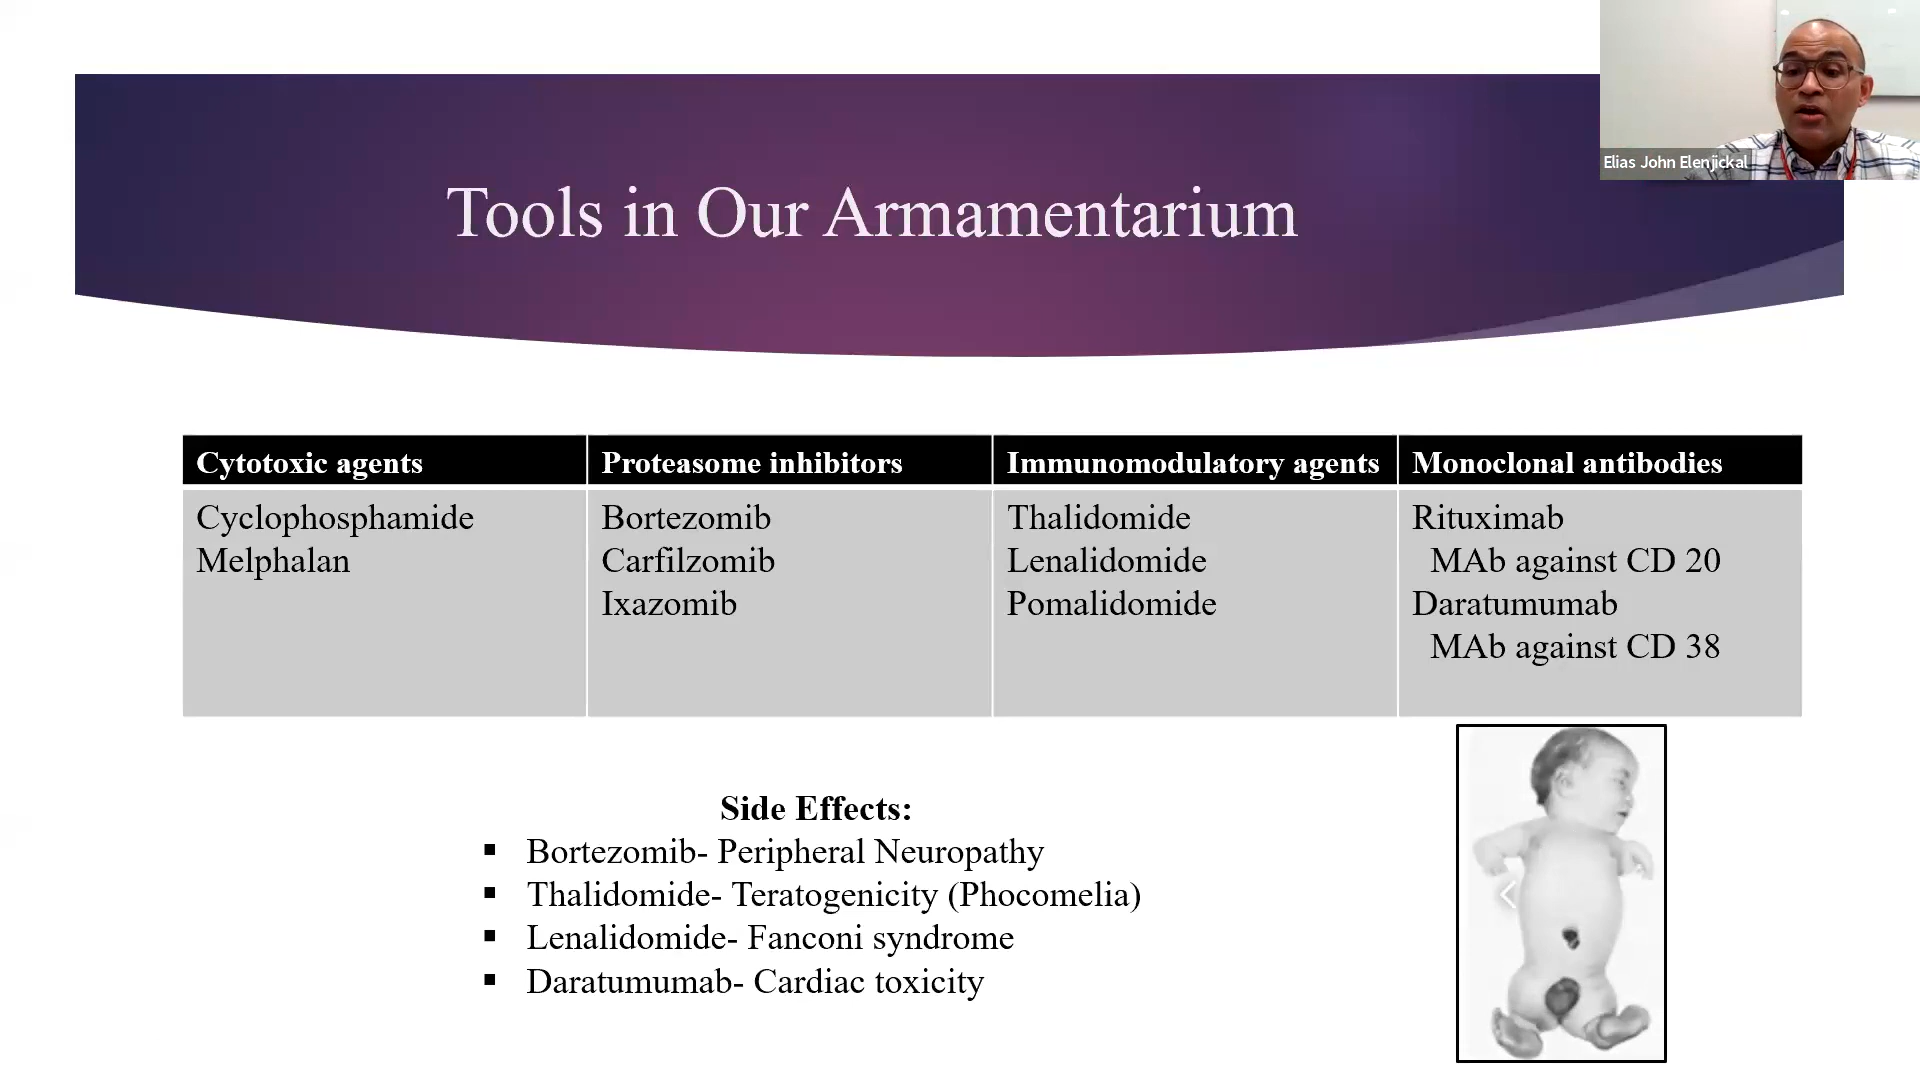 Elias John Elenjickal
Tools in Our Armamentarium
Cytotoxic agents
Proteasome inhibitors
Immunomodulatory agents
Monoclonal antibodies
Cyclophosphamide
Melphalan
Bortezomib
Carfilzomib
Ixazomib
Thalidomide
Lenalidomide
Pomalidomide
Rituximab
MAb against CD 20
Daratumumab
MAb against CD 38
Side Effects:
▪ Bortezomib- Peripheral Neuropathy
▪ Thalidomide- Teratogenicity (Phocomelia)
▪ Lenalidomide- Fanconi syndrome
▪ Daratumumab- Cardiac toxicity